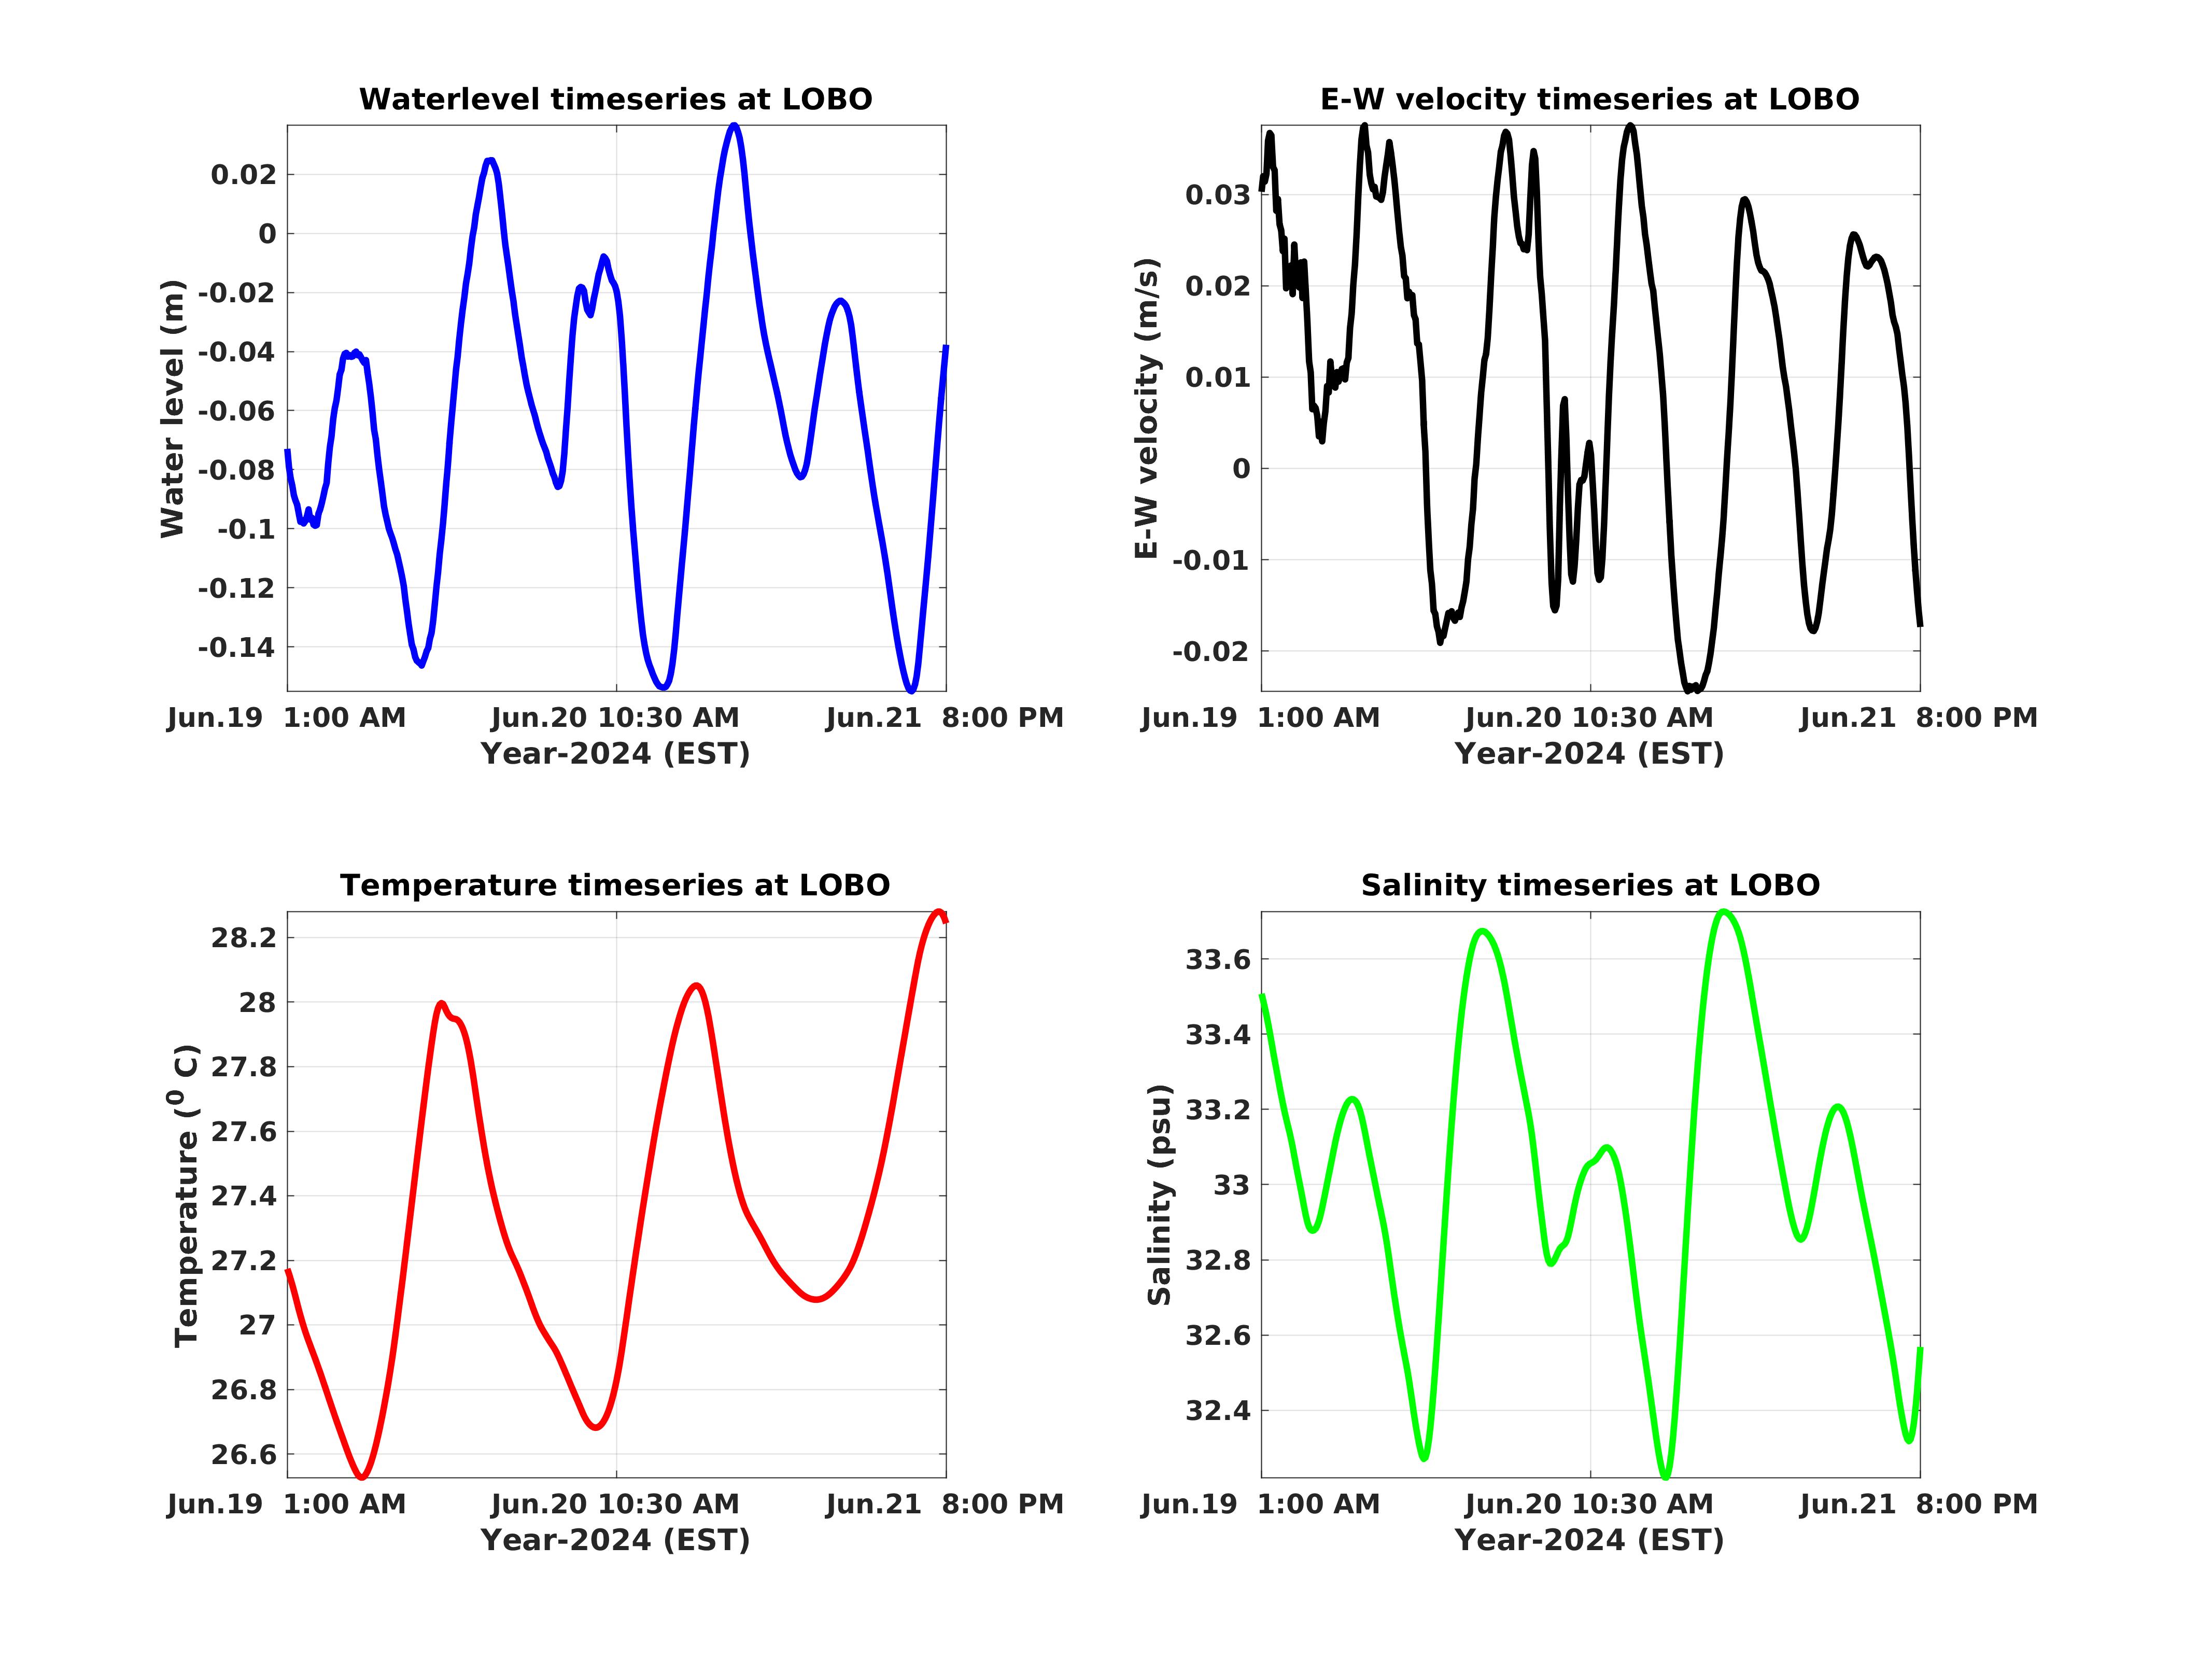 Waterlevel timeseries at LOBO
Water level (m)
0.02
0
-0.02
-0.04
-0.06
-0.08
-0.1
-0.12
-0.14
Jun.19 1:00 AM
Jun.20 10:30 AM
Jun.21 8:00 PM
Year-2024 (EST)
E-W velocity timeseries at LOBO
E-W velocity (m/s)
0.03
0.02
0.01
0
-0.01
-0.02
Jun.19 1:00 AM
Jun.20 10:30 AM
Jun.21 8:00 PM
Year-2024 (EST)
Temperature timeseries at LOBO
Temperature (⁰ C)
28.2
28
27.8
27.6
27.4
27.2
27
26.8
26.6
Jun.19 1:00 AM
Jun.20 10:30 AM
Jun.21 8:00 PM
Year-2024 (EST)
Salinity timeseries at LOBO
Salinity (psu)
33.6
33.4
33.2
33
32.8
32.6
32.4
Jun.19 1:00 AM
Jun.20 10:30 AM
Jun.21 8:00 PM
Year-2024 (EST)